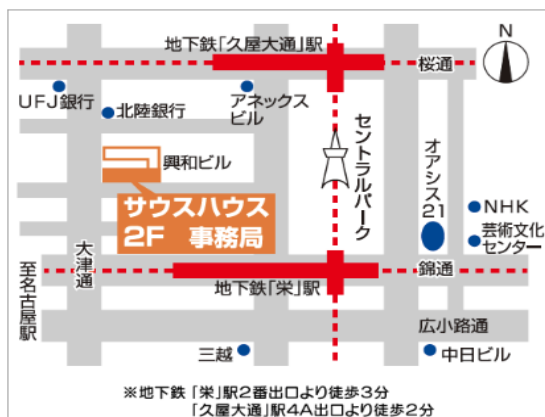 地下鉄「久屋大通」駅
N
桜通
UFJ銀行
北陸銀行
アネックス
ビル
セントラルパーク
興和ビル
オアシス21
サウスハウス
2F 事務局
NHK
芸術文化
センター
大津通
至名古屋駅
地下鉄「栄」駅
錦通
広小路通
三越
中日ビル
※地下鉄「栄」駅2番出口より徒歩3分
「久屋大通」駅4A出口より徒歩2分